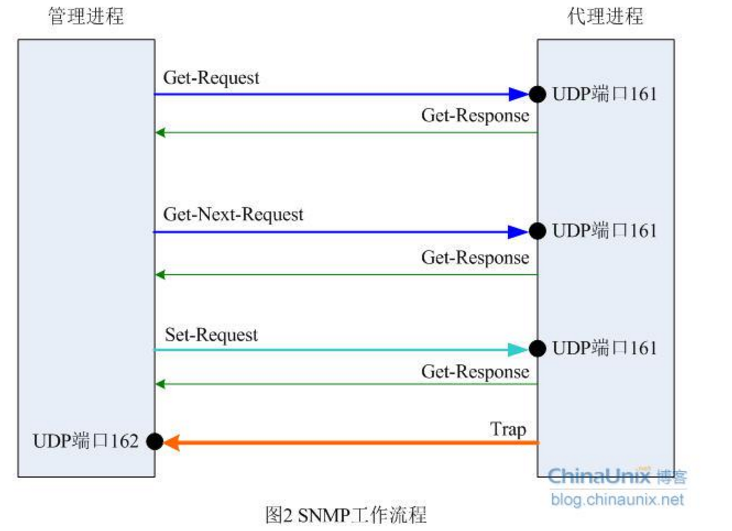 管理进程
代理进程
Get-Request
UDP端口161
Get-Response
Get-Next-Request
UDP端口161
Get-Response
Set-Request
UDP端口161
Get-Response
Trap
UDP端口162
ChinaUnix.net 博客
blog.chinaunix.net
图2 SNMP工作流程